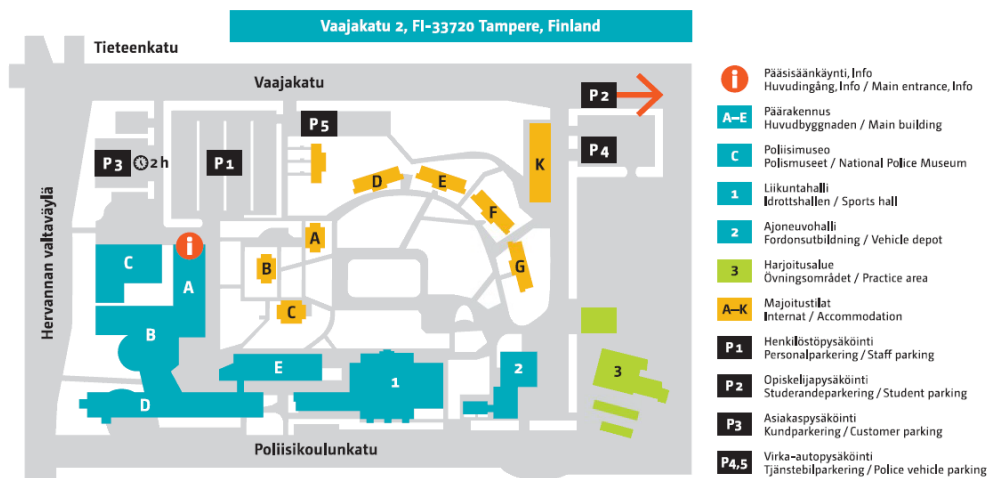 Vaajakatu 2, FI-33720 Tampere, Finland
Tieteenkatu
Vaajakatu
P2
P5
P3
2 h
P1
P4
K
D
E
F
G
A
B
C
Hervannan valtaväylä
i
C
A
B
D
E
1
2
3
Poliisikoulunkatu
i
Pääsisäänkäynti, Info
Huvudingång, Info / Main entrance, Info
A–E
Päärakennus
Huvudbyggnaden / Main building
C
Poliisimuseo
Polismuseet / National Police Museum
1
Liikuntahalli
Idrottshallen / Sports hall
2
Ajoneuvohalli
Fordonsutbildning / Vehicle depot
3
Harjoitusalue
Övningsområdet / Practice area
A–K
Majoitustilat
Internat / Accommodation
P1
Henkilöstöpysäköinti
Personalparkering / Staff parking
P2
Opiskelijapysäköinti
Studerandeparkering / Student parking
P3
Asiakaspysäköinti
Kundparkering / Customer parking
P4,5
Virka-autopysäköinti
Tjänstebilparkering / Police vehicle parking